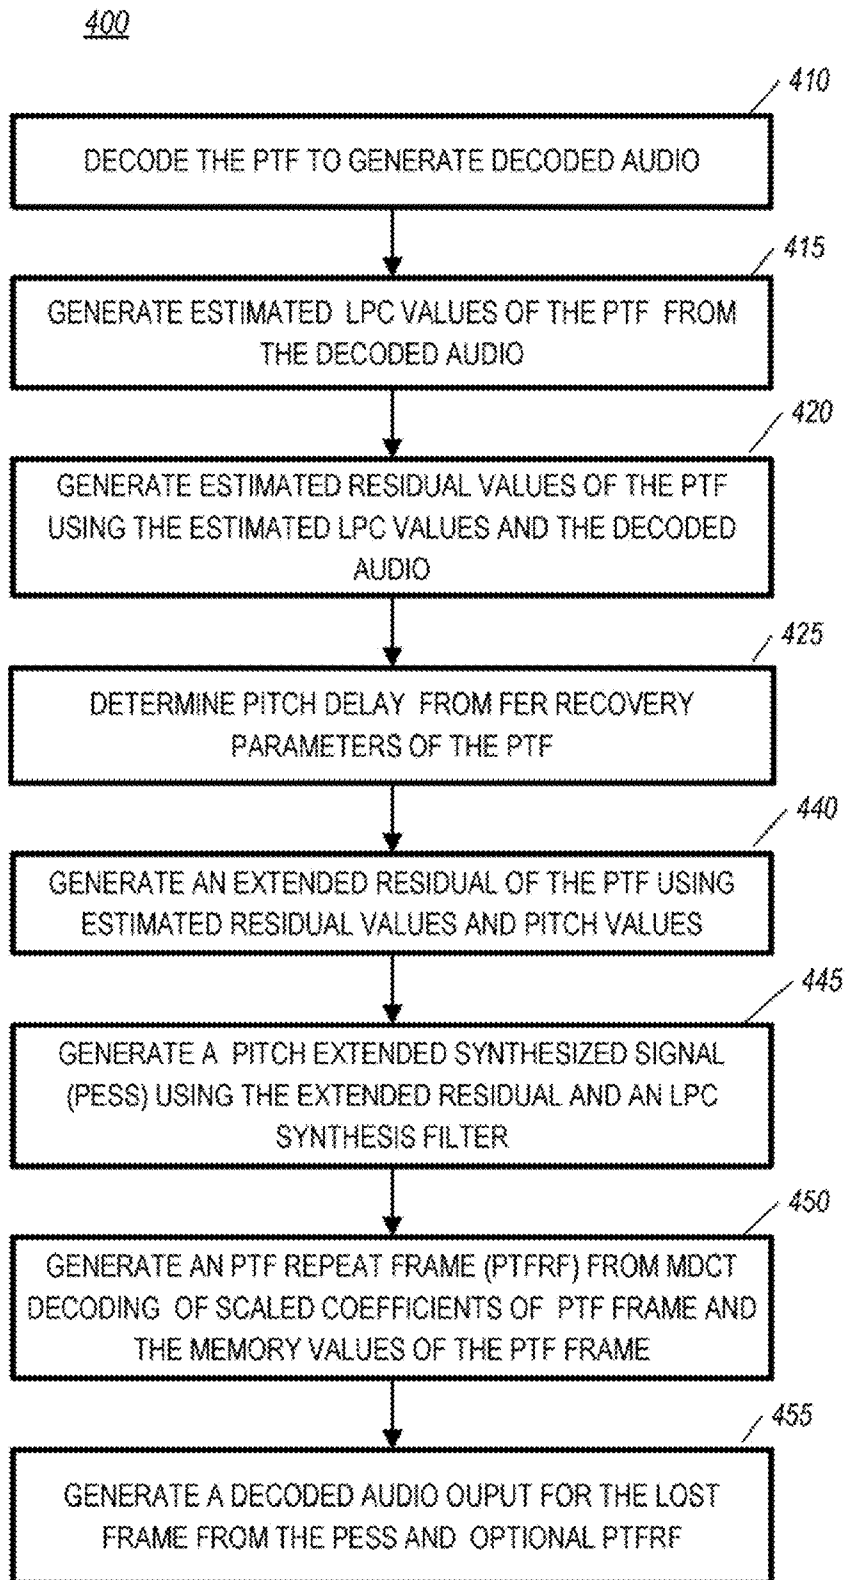 400
410
DECODE THE PTF TO GENERATE DECODED AUDIO
415
GENERATE ESTIMATED LPC VALUES OF THE PTF FROM
THE DECODED AUDIO
420
GENERATE ESTIMATED RESIDUAL VALUES OF THE PTF
USING THE ESTIMATED LPC VALUES AND THE DECODED
AUDIO
425
DETERMINE PITCH DELAY FROM FER RECOVERY
PARAMETERS OF THE PTF
440
GENERATE AN EXTENDED RESIDUAL OF THE PTF USING
ESTIMATED RESIDUAL VALUES AND PITCH VALUES
445
GENERATE A PITCH EXTENDED SYNTHESIZED SIGNAL
(PESS) USING THE EXTENDED RESIDUAL AND AN LPC
SYNTHESIS FILTER
450
GENERATE AN PTF REPEAT FRAME (PTFRF) FROM MDCT
DECODING OF SCALED COEFFICIENTS OF PTF FRAME AND
THE MEMORY VALUES OF THE PTF FRAME
455
GENERATE A DECODED AUDIO OUPUT FOR THE LOST
FRAME FROM THE PESS AND OPTIONAL PTFRF